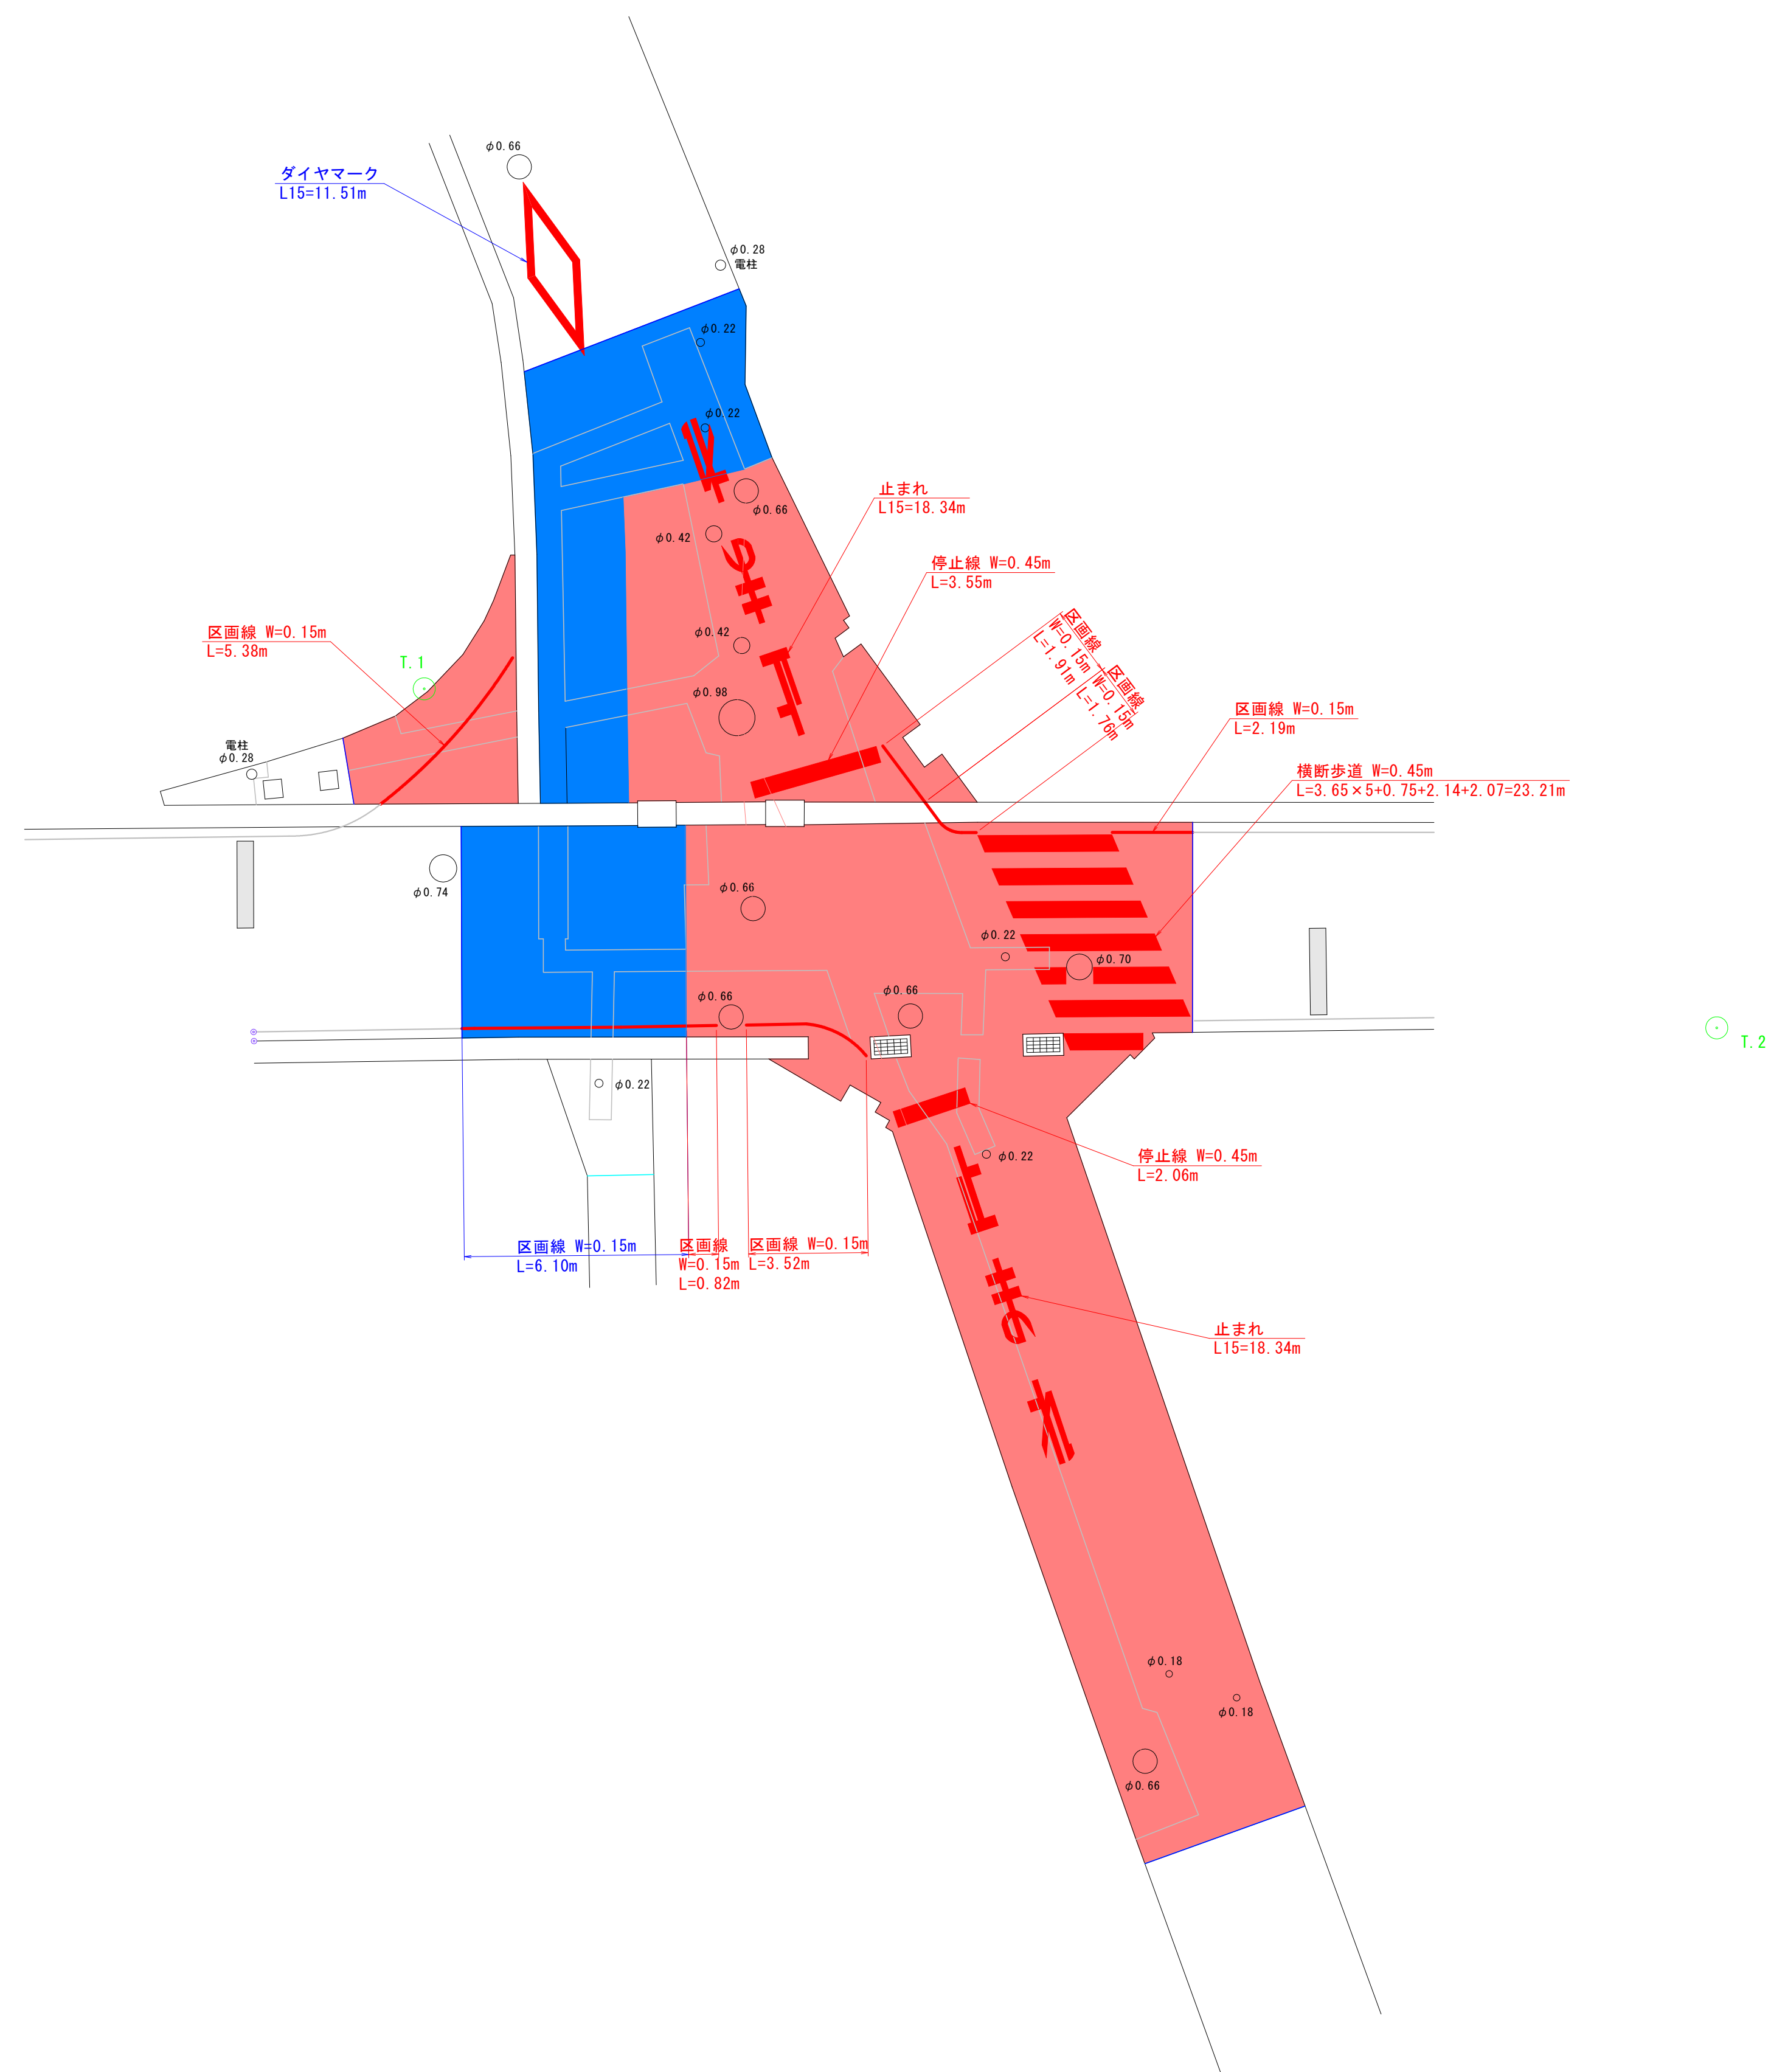 φ0.66
ダイヤマーク
L15=11.51m
φ0.28
電柱
φ0.22
φ0.22
止まれ
L15=18.34m
φ0.66
φ0.42
停止線 W=0.45m
L=3.55m
区画線 W=0.15m
L=5.38m
φ0.42
T.1
区画線
W=0.15m
L=1.91m
区画線
W=0.15m
L=1.76m
φ0.98
区画線 W=0.15m
L=2.19m
電柱
φ0.28
横断歩道 W=0.45m
L=3.65×5+0.75+2.14+2.07=23.21m
φ0.74
φ0.66
φ0.22
φ0.70
φ0.66
φ0.66
T.2
φ0.22
停止線 W=0.45m
L=2.06m
φ0.22
区画線 W=0.15m
L=6.10m
区画線
W=0.15m
L=0.82m
区画線 W=0.15m
L=3.52m
止まれ
L15=18.34m
φ0.18
φ0.18
φ0.66
止まれ
止まれ